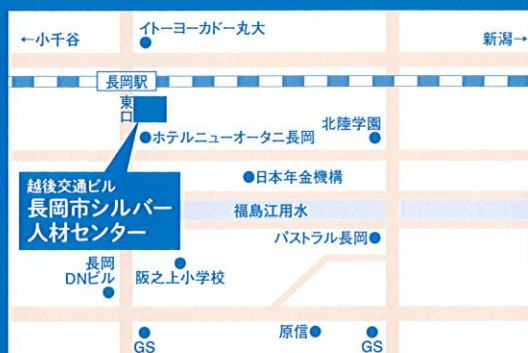 イトーヨーカドー丸大
←小千谷
新潟→
長岡駅
東口
ホテルニューオータニ長岡
北陸学園
日本年金機構
越後交通ビル
長岡市シルバー
人材センター
福島江用水
パストラル長岡
長岡
DNビル
阪之上小学校
原信
GS
GS